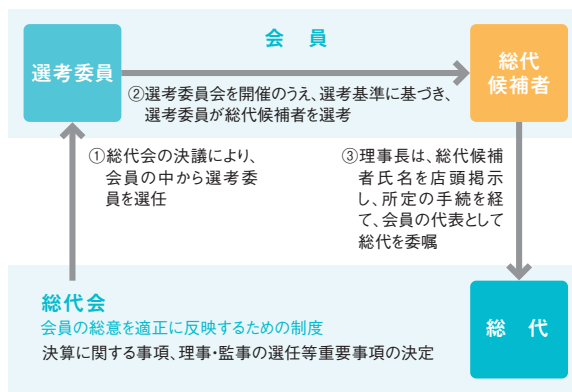 会 員
選考委員
総代
候補者
②選考委員会を開催のうえ、選考基準に基づき、
選考委員が総代候補者を選考
①総代会の決議により、
会員の中から選考委
員を選任
③理事長は、総代候補
者氏名を店頭掲示
し、所定の手続を経
て、会員の代表として
総代を委嘱
総代会
会員の総意を適正に反映するための制度
決算に関する事項、理事・監事の選任等重要事項の決定
総 代